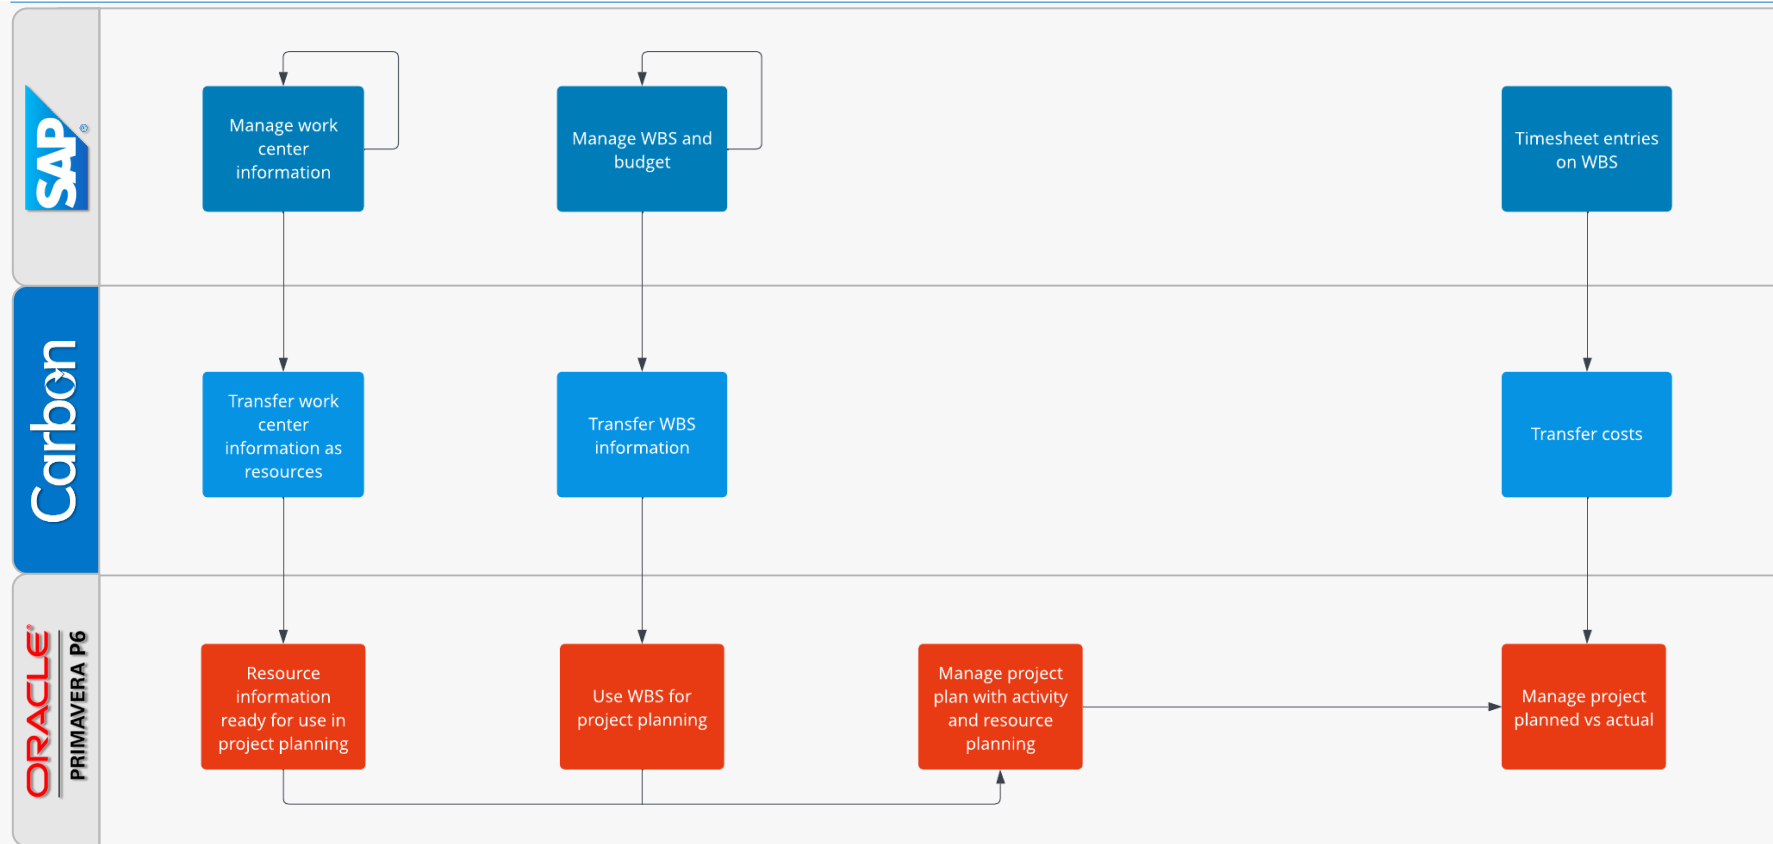 SAP
®
Manage work
center
information
Manage WBS and
budget
Timesheet entries
on WBS
Carbon
Transfer work
center
information as
resources
Transfer WBS
information
Transfer costs
ORACLE®
PRIMAVERA P6
Resource
information
ready for use in
project planning
Use WBS for
project planning
Manage project
plan with activity
and resource
planning
Manage project
planned vs actual